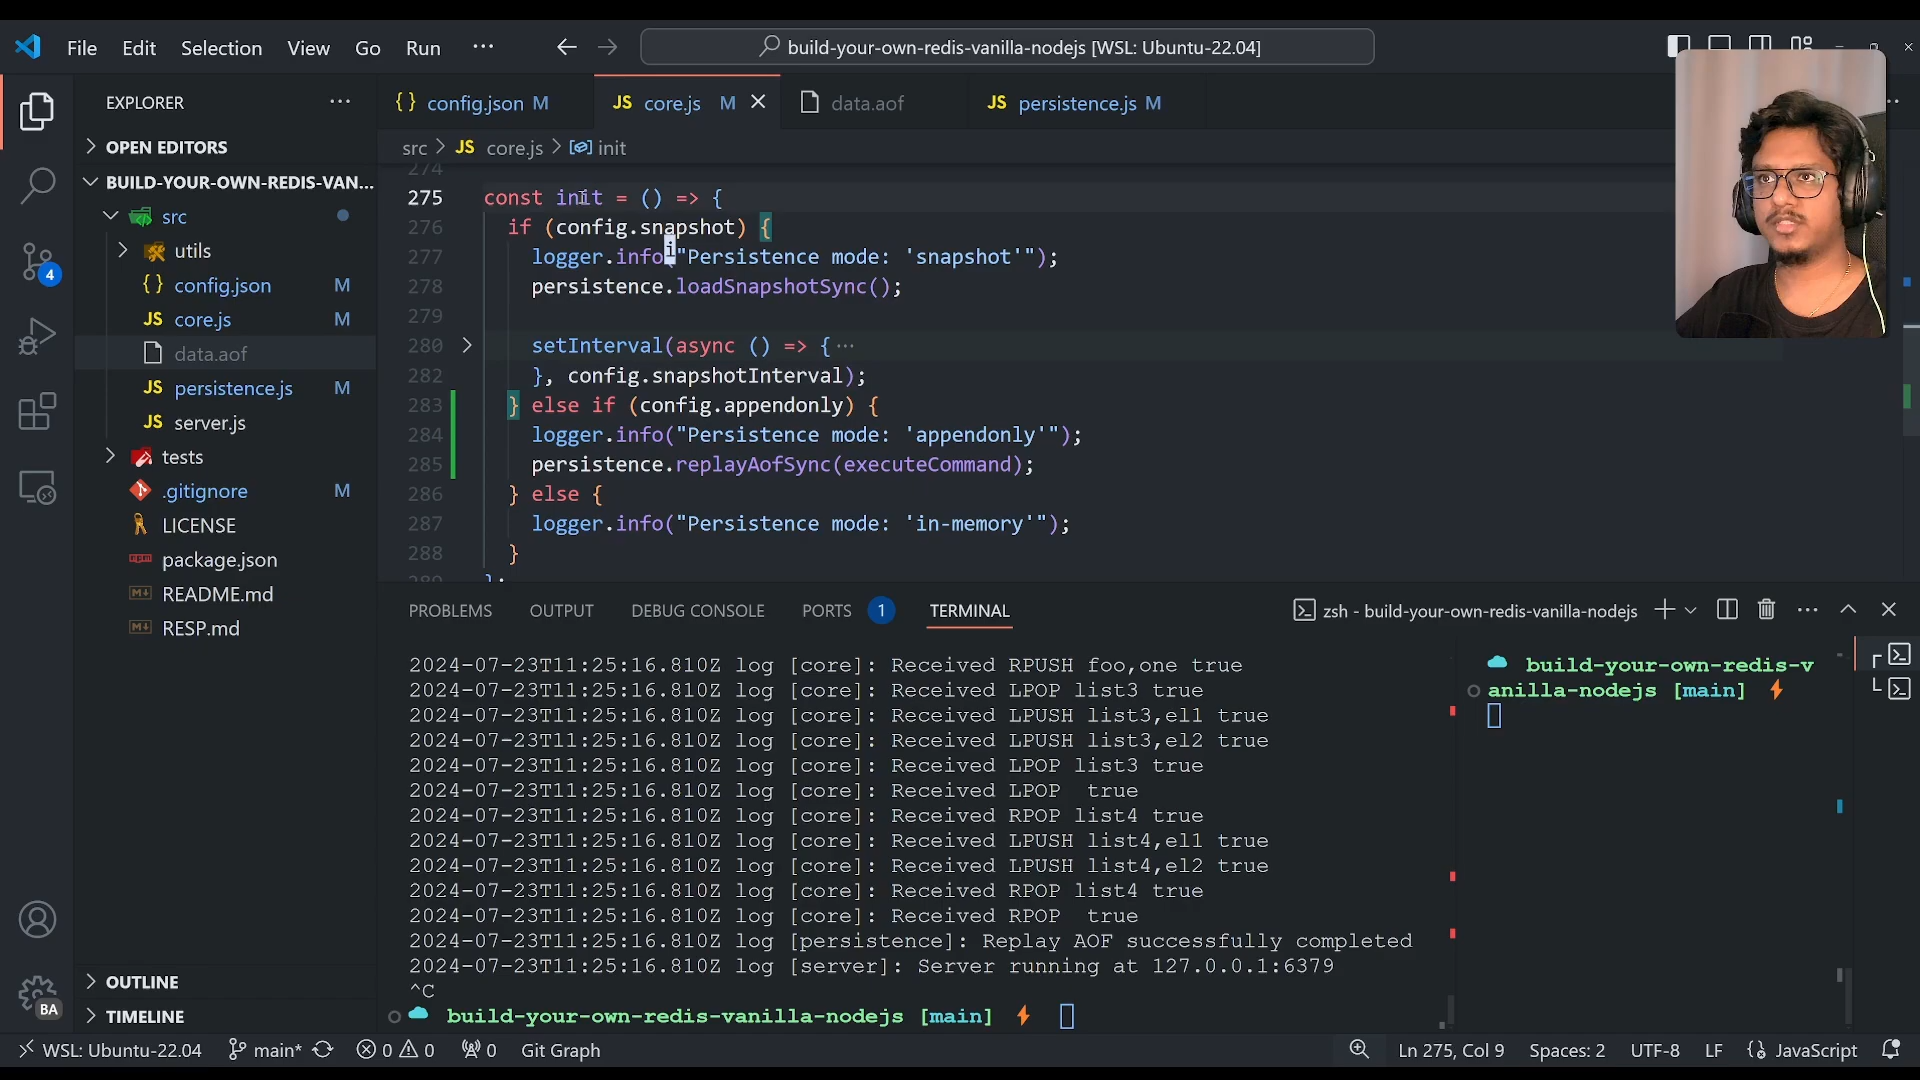 File Edit Selection View Go Run ··· build-your-own-redis-vanilla-nodejs [WSL: Ubuntu-22.04]
EXPLORER
OPEN EDITORS
BUILD-YOUR-OWN-REDIS-VAN...
src
utils
config.json M
core.js M
data.aof
persistence.js M
server.js
tests
.gitignore M
LICENSE
package.json
README.md
RESP.md
OUTLINE
TIMELINE
4
BA
{} config.json M
JS core.js M
data.aof
JS persistence.js M
src > JS core.js > init
274
275 const init = () => {
276 if (config.snapshot) {
277 logger.info("Persistence mode: 'snapshot'");
278 persistence.loadSnapshotSync();
279
280 setInterval(async () => {···
282 }, config.snapshotInterval);
283 } else if (config.appendonly) {
284 logger.info("Persistence mode: 'appendonly'");
285 persistence.replayAofSync(executeCommand);
286 } else {
287 logger.info("Persistence mode: 'in-memory'");
288 }
289 };
PROBLEMS OUTPUT DEBUG CONSOLE PORTS 1 TERMINAL
zsh - build-your-own-redis-vanilla-nodejs
2024-07-23T11:25:16.810Z log [core]: Received RPUSH foo,one true
2024-07-23T11:25:16.810Z log [core]: Received LPOP list3 true
2024-07-23T11:25:16.810Z log [core]: Received LPUSH list3,el1 true
2024-07-23T11:25:16.810Z log [core]: Received LPUSH list3,el2 true
2024-07-23T11:25:16.810Z log [core]: Received LPOP list3 true
2024-07-23T11:25:16.810Z log [core]: Received LPOP  true
2024-07-23T11:25:16.810Z log [core]: Received RPOP list4 true
2024-07-23T11:25:16.810Z log [core]: Received LPUSH list4,el1 true
2024-07-23T11:25:16.810Z log [core]: Received LPUSH list4,el2 true
2024-07-23T11:25:16.810Z log [core]: Received RPOP list4 true
2024-07-23T11:25:16.810Z log [core]: Received RPOP  true
2024-07-23T11:25:16.810Z log [persistence]: Replay AOF successfully completed
2024-07-23T11:25:16.810Z log [server]: Server running at 127.0.0.1:6379
^C
build-your-own-redis-vanilla-nodejs [main]
build-your-own-redis-v
anilla-nodejs [main]
WSL: Ubuntu-22.04 main* 0 0 0 Git Graph Ln 275, Col 9 Spaces: 2 UTF-8 LF {} JavaScript